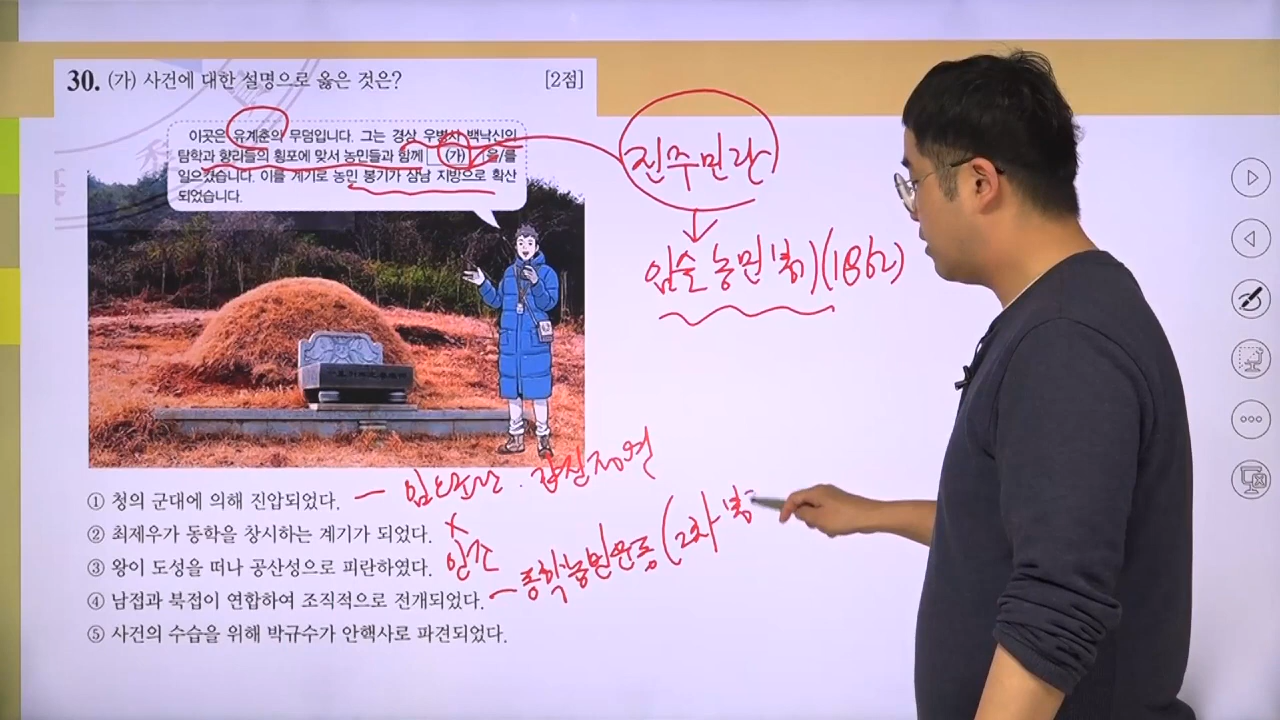 30. (가) 사건에 대한 설명으로 옳은 것은? [2점]
이곳은 유계춘의 무덤입니다. 그는 경상 우병사 백낙신의
탐학과 향리들의 횡포에 맞서 농민들과 함께 (가) 을/를
일으켰습니다. 이를 계기로 농민 봉기가 삼남 지방으로 확산
되었습니다.
진주민란
임술 농민 봉기 (1862)
① 청의 군대에 의해 진압되었다. - 임오군란 · 갑신정변
② 최제우가 동학을 창시하는 계기가 되었다. X
③ 왕이 도성을 떠나 공산성으로 피란하였다. 인조
④ 남접과 북접이 연합하여 조직적으로 전개되었다. - 동학농민운동 (2차 봉
⑤ 사건의 수습을 위해 박규수가 안핵사로 파견되었다.